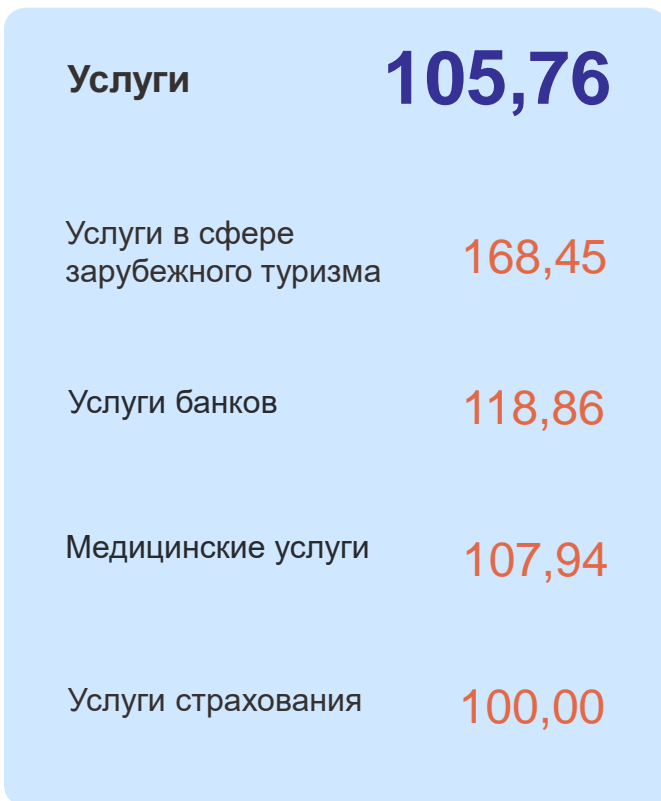 Услуги 105,76
Услуги в сфере
зарубежного туризма 168,45
Услуги банков 118,86
Медицинские услуги 107,94
Услуги страхования 100,00